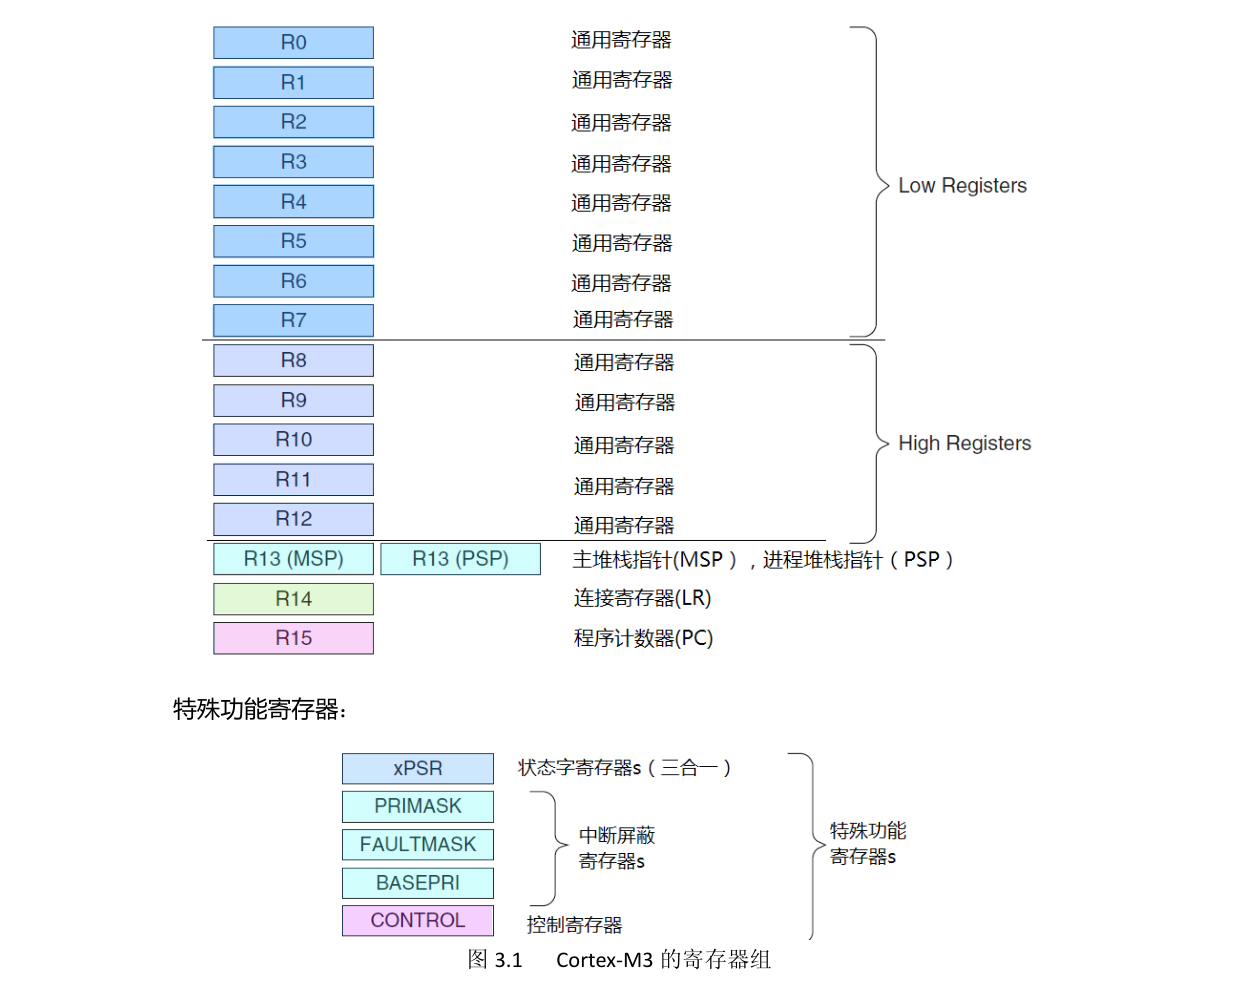 R0 通用寄存器
R1 通用寄存器
R2 通用寄存器
R3 通用寄存器
R4 通用寄存器 Low Registers
R5 通用寄存器
R6 通用寄存器
R7 通用寄存器
R8 通用寄存器
R9 通用寄存器
R10 通用寄存器 High Registers
R11 通用寄存器
R12 通用寄存器
R13 (MSP) R13 (PSP) 主堆栈指针(MSP），进程堆栈指针（PSP）
R14 连接寄存器(LR)
R15 程序计数器(PC)
特殊功能寄存器：
xPSR 状态字寄存器s（三合一）
PRIMASK
FAULTMASK
BASEPRI
中断屏蔽
寄存器s
特殊功能
寄存器s
CONTROL 控制寄存器
图 3.1 Cortex-M3 的寄存器组